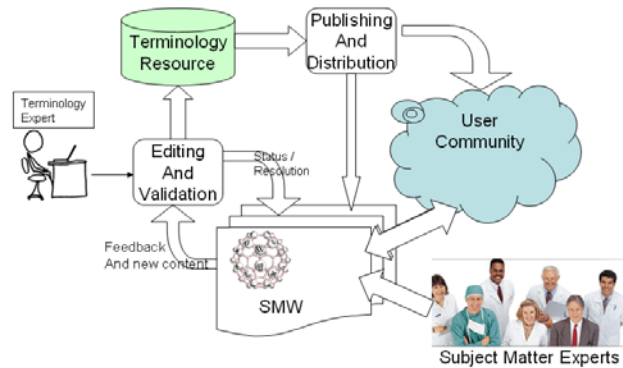 Publishing
And
Distribution
Terminology
Resource
User
Community
Terminology
Expert
Editing
And
Validation
Status /
Resolution
Feedback
And new content
SMW
Subject Matter Experts